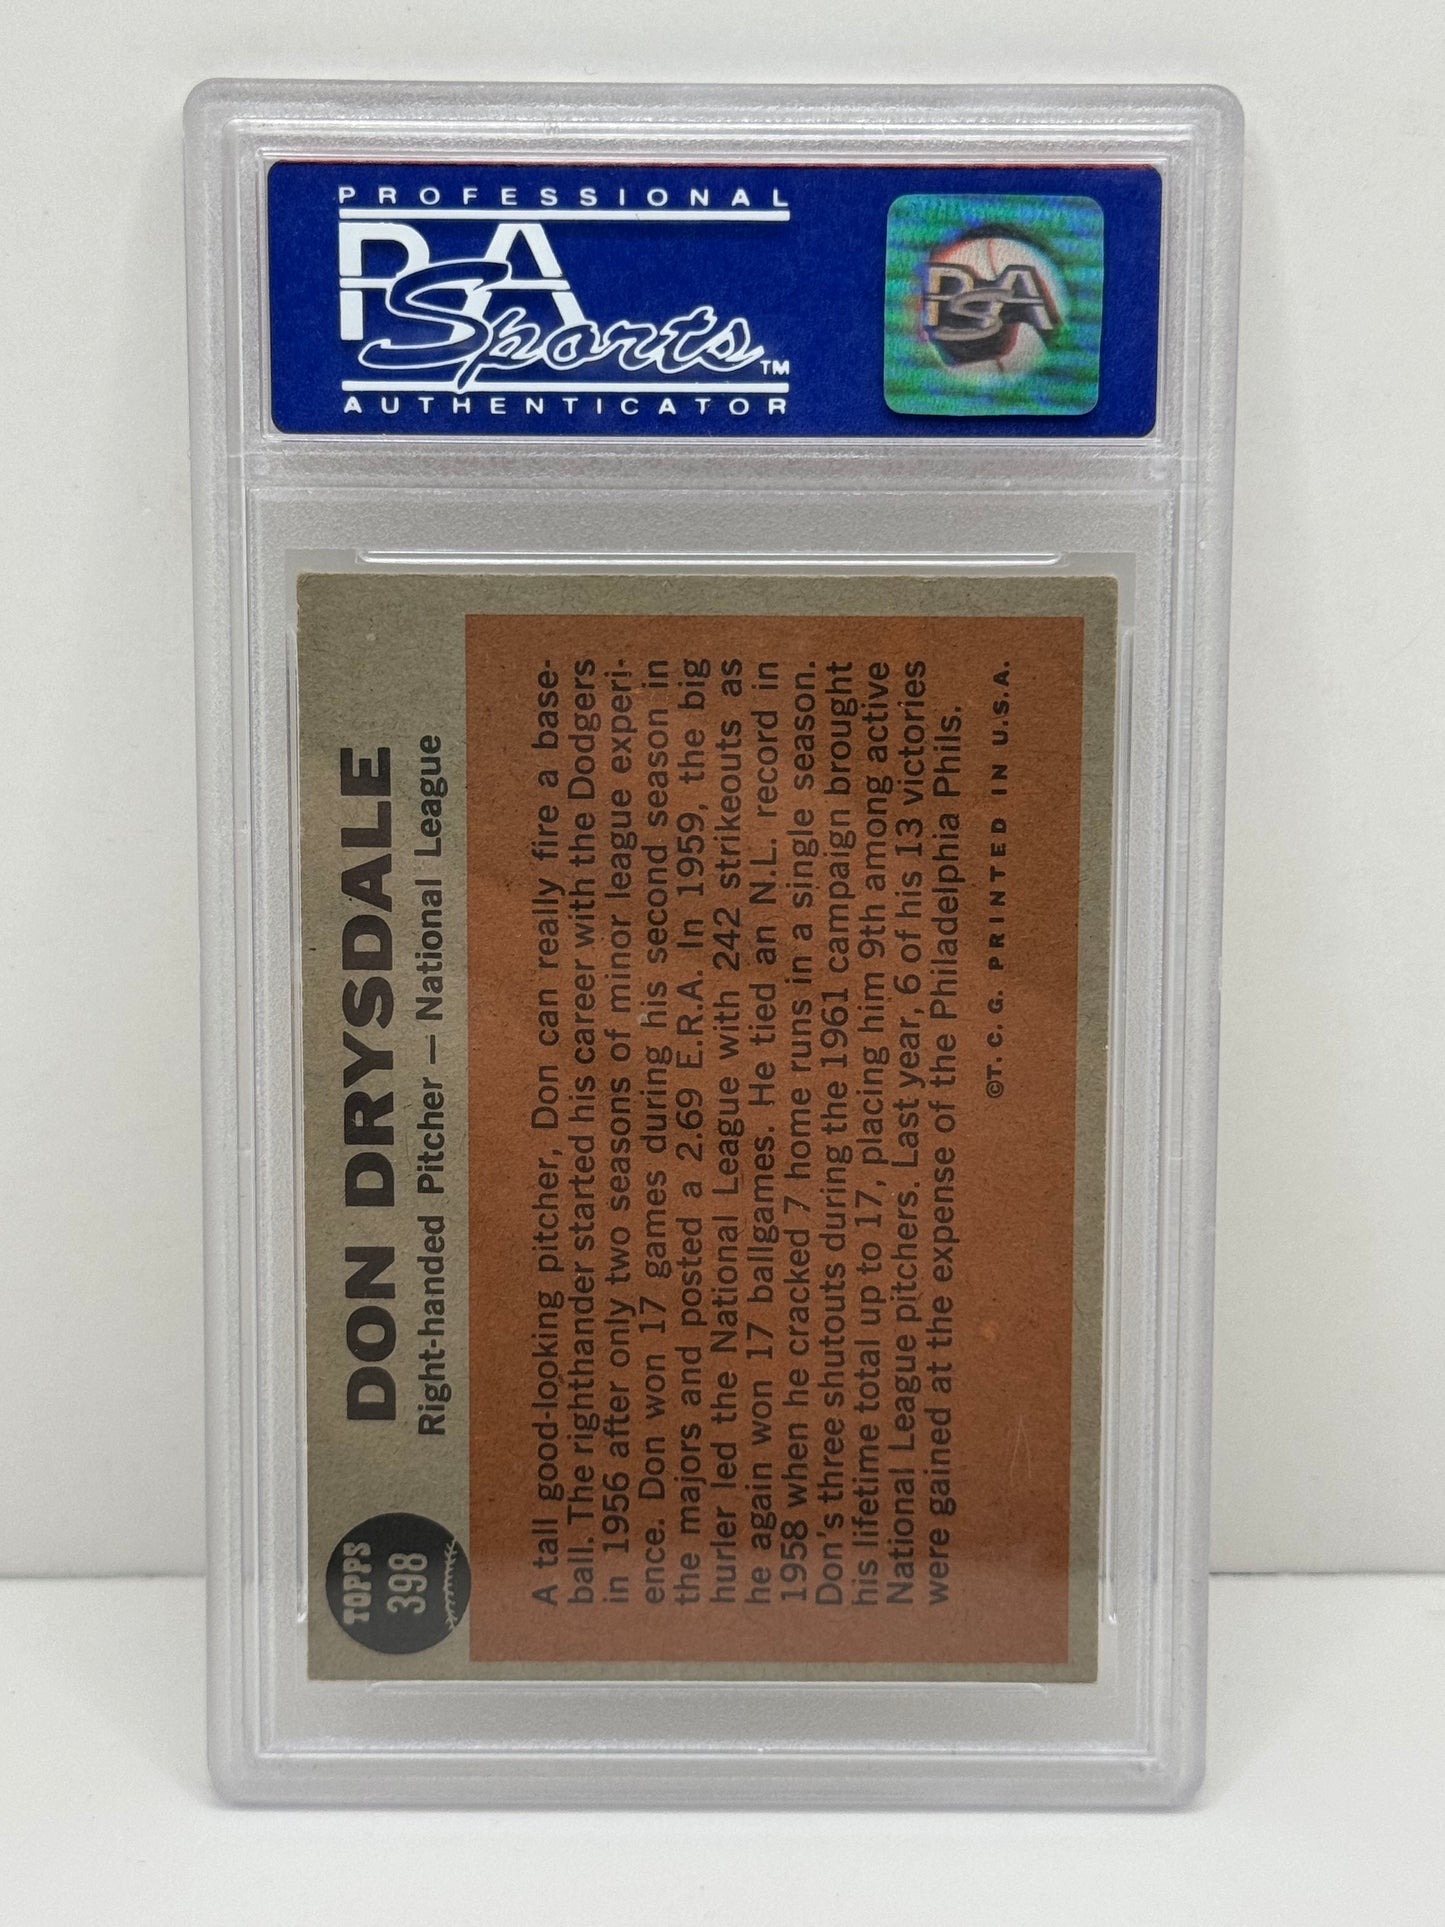 PROFESSIONAL
PSA
Sports™
AUTHENTICATOR
PSA
TOPPS
398
DON DRYSDALE
Right-handed Pitcher — National League
A tall good-looking pitcher, Don can really fire a base-
ball. The righthander started his career with the Dodgers
in 1956 after only two seasons of minor league experi-
ence. Don won 17 games during his second season in
the majors and posted a 2.69 E.R.A. In 1959, the big
hurler led the National League with 242 strikeouts as
he again won 17 ballgames. He tied an N.L. record in
1958 when he cracked 7 home runs in a single season.
Don's three shutouts during the 1961 campaign brought
his lifetime total up to 17, placing him 9th among active
National League pitchers. Last year, 6 of his 13 victories
were gained at the expense of the Philadelphia Phils.
©T.C.G. PRINTED IN U.S.A.